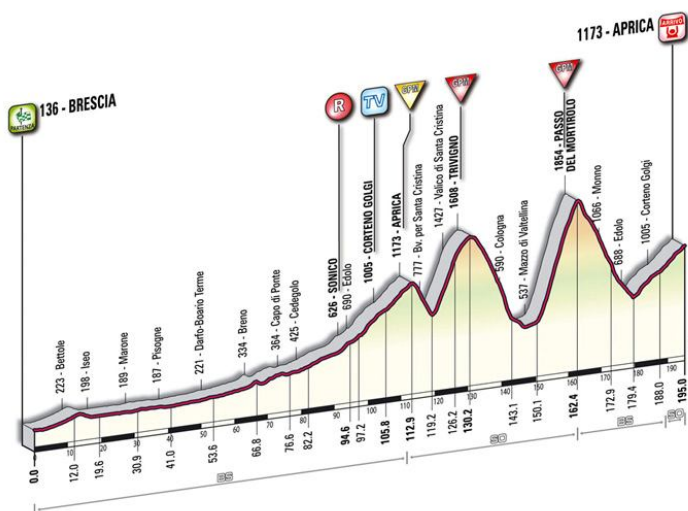 PARTENZA
136 - BRESCIA
223 - Bettole
198 - Iseo
189 - Marone
187 - Pisogne
221 - Darfo-Boario Terme
334 - Breno
364 - Capo di Ponte
425 - Cedegolo
R
626 - SONICO
690 - Edolo
TV
1005 - CORTENO GOLGI
GPM
1173 - APRICA
777 - Bv. per Santa Cristina
1427 - Valico di Santa Cristina
GPM
1608 - TRIVIGNO
590 - Cologna
537 - Mazzo di Valtellina
GPM
1854 - PASSO
DEL MORTIROLO
1066 - Monno
688 - Edolo
1005 - Corteno Golgi
ARRIVO
1173 - APRICA
10
20
30
40
50
60
70
80
90
100
110
120
130
140
150
160
170
180
190
0.0
12.0
19.6
30.9
41.0
53.6
66.8
76.6
82.2
94.6
97.2
105.8
112.9
119.2
126.2
130.2
143.1
150.1
162.4
172.9
179.4
188.0
195.0
BS
SO
BS
SO